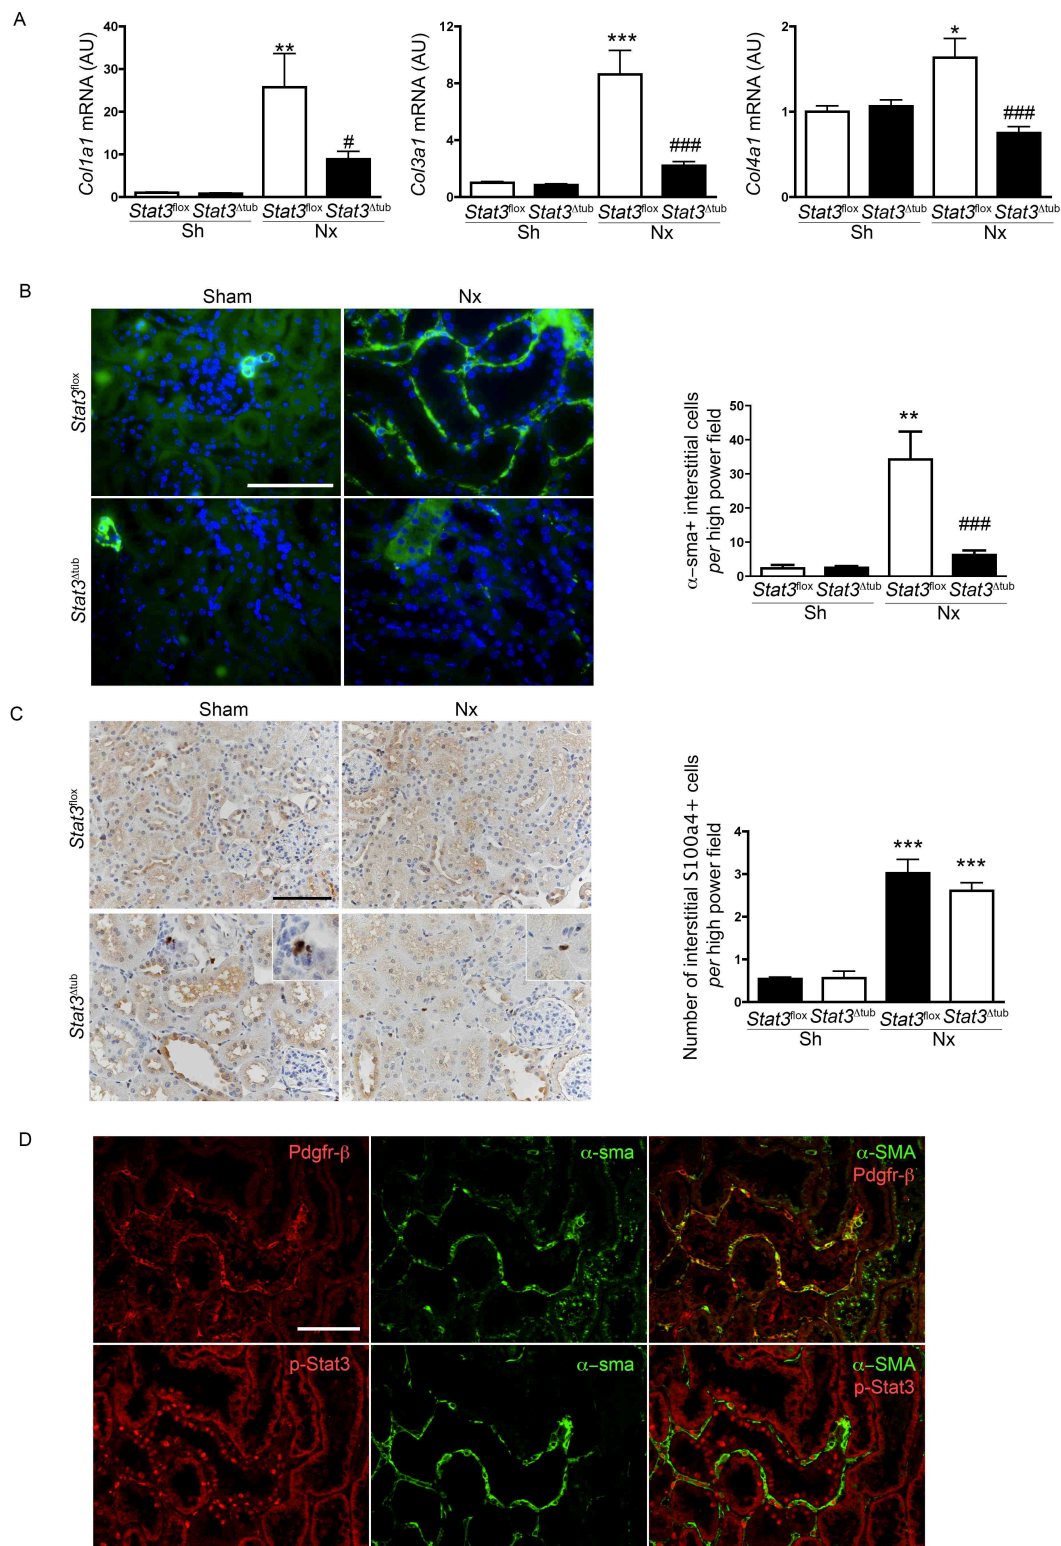 A
Col1a1 mRNA (AU)
40
30
20
10
0
**
#
Stat3flox Stat3Δtub Stat3flox Stat3Δtub
Sh Nx
Col3a1 mRNA (AU)
12
8
4
0
***
###
Stat3flox Stat3Δtub Stat3flox Stat3Δtub
Sh Nx
Col4a1 mRNA (AU)
2
1
0
*
###
Stat3flox Stat3Δtub Stat3flox Stat3Δtub
Sh Nx
B
Sham Nx
Stat3flox
Stat3Δtub
α–sma+ interstitial cells
per high power field
50
40
30
20
10
0
**
###
Stat3flox Stat3Δtub Stat3flox Stat3Δtub
Sh Nx
C
Sham Nx
Stat3flox
Stat3Δtub
Number of interstitial S100a4+ cells
per high power field
4
3
2
1
0
***
***
Stat3flox Stat3Δtub Stat3flox Stat3Δtub
Sh Nx
D
Pdgfr-β
α-sma
α-SMA
Pdgfr-β
p-Stat3
α–sma
α–SMA
p-Stat3